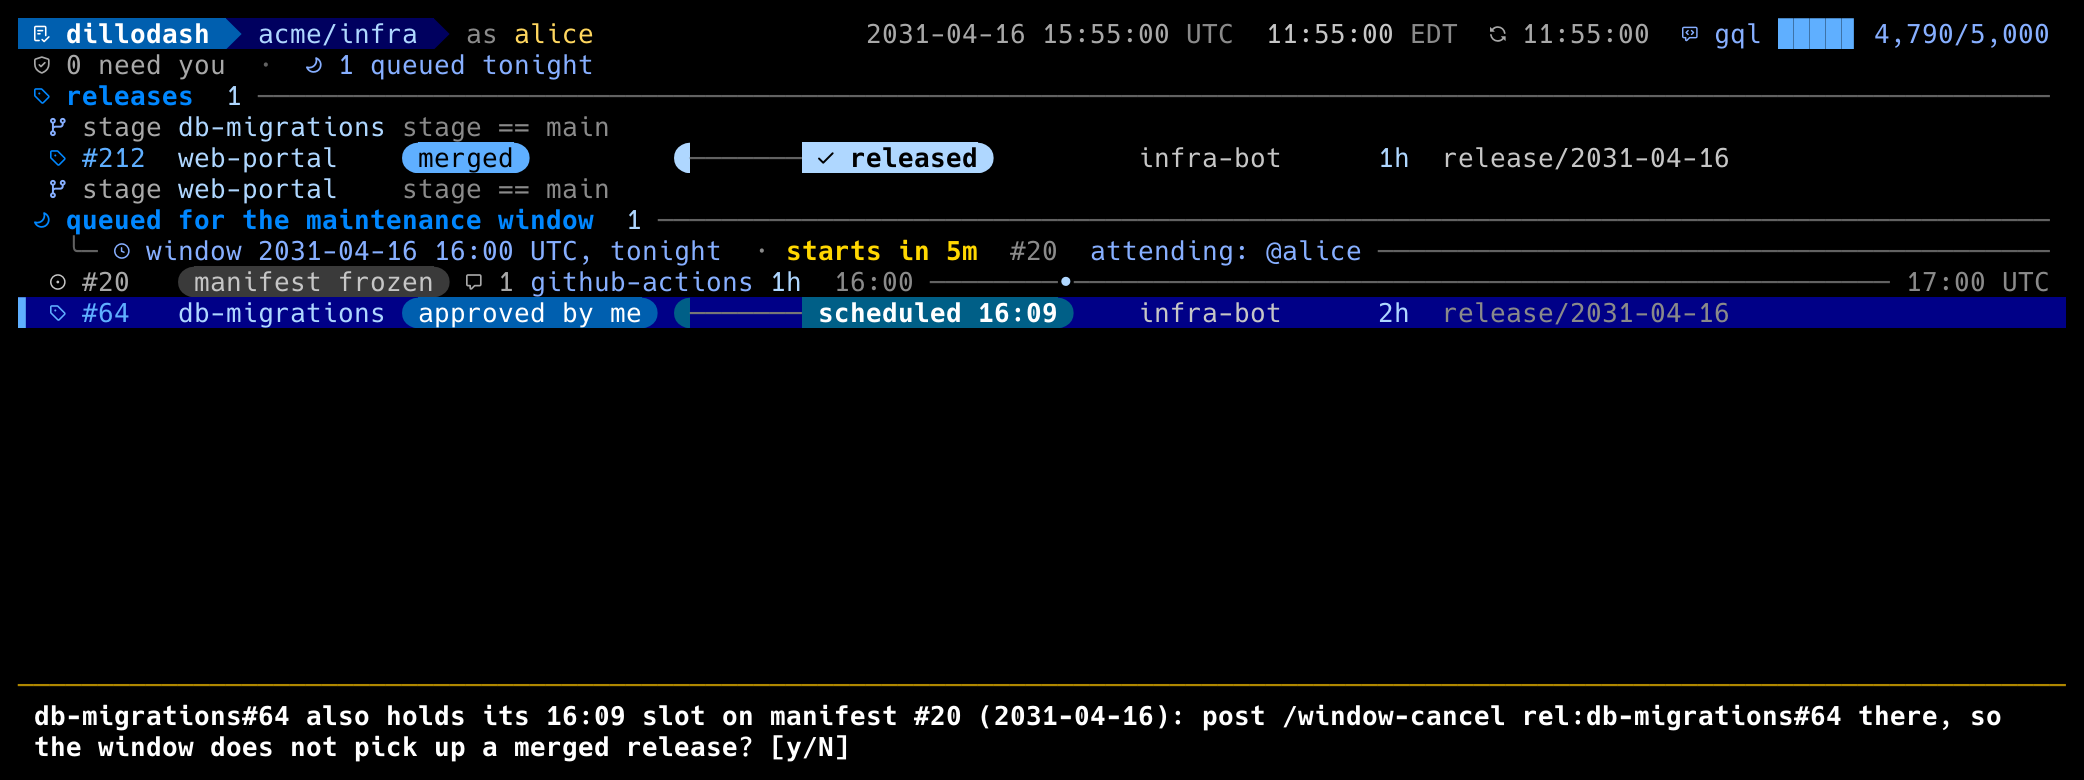 dillodash acme/infra as alice 2031-04-16 15:55:00 UTC 11:55:00 EDT 11:55:00 gql 4,790/5,000
0 need you · 1 queued tonight
releases 1
stage db-migrations stage == main
#212 web-portal merged ✓ released infra-bot 1h release/2031-04-16
stage web-portal stage == main
queued for the maintenance window 1
window 2031-04-16 16:00 UTC, tonight · starts in 5m #20 attending: @alice
#20 manifest frozen 1 github-actions 1h 16:00 17:00 UTC
#64 db-migrations approved by me scheduled 16:09 infra-bot 2h release/2031-04-16
db-migrations#64 also holds its 16:09 slot on manifest #20 (2031-04-16): post /window-cancel rel:db-migrations#64 there, so
the window does not pick up a merged release? [y/N]